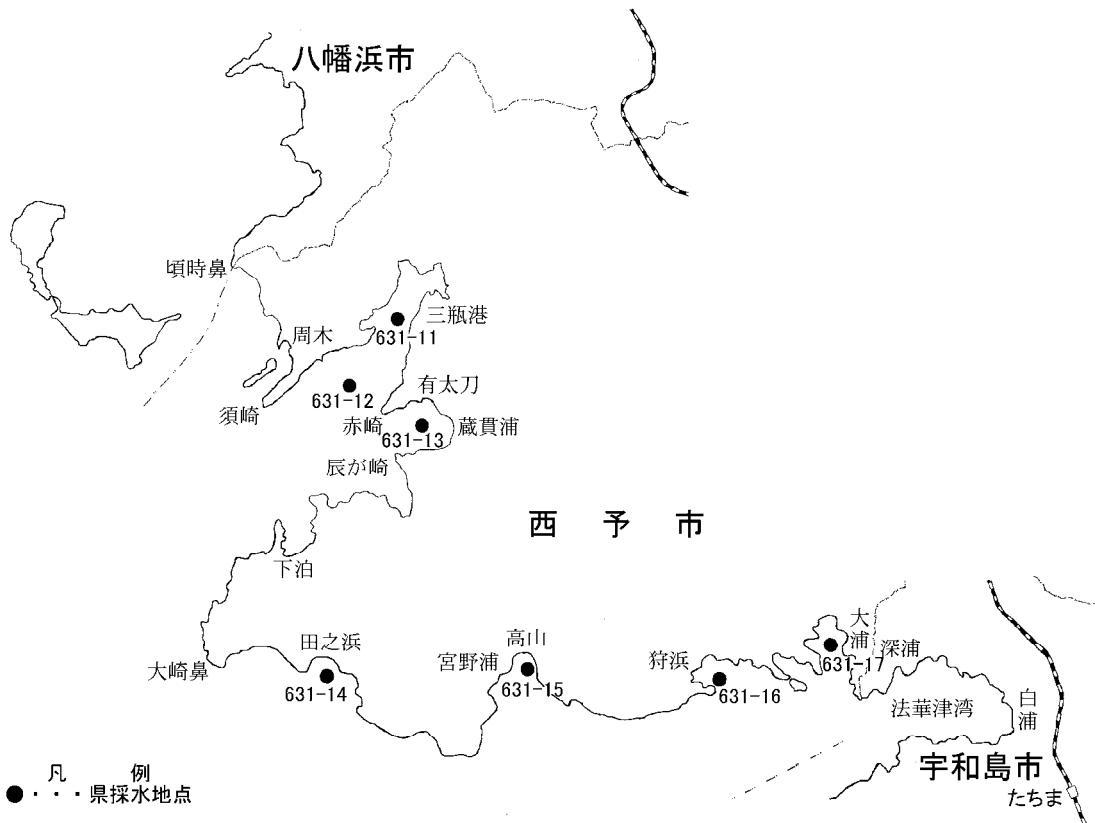 八幡浜市
頃時鼻
三瓶港
周木
631-11
有太刀
631-12
須崎
赤崎
蔵貫浦
631-13
辰が崎
西予市
下泊
大浦
高山
田之浜
深浦
宮野浦
狩浜
631-17
大崎鼻
631-14
631-15
631-16
白浦
法華津湾
宇和島市
凡例
●・・・県採水地点
たちま